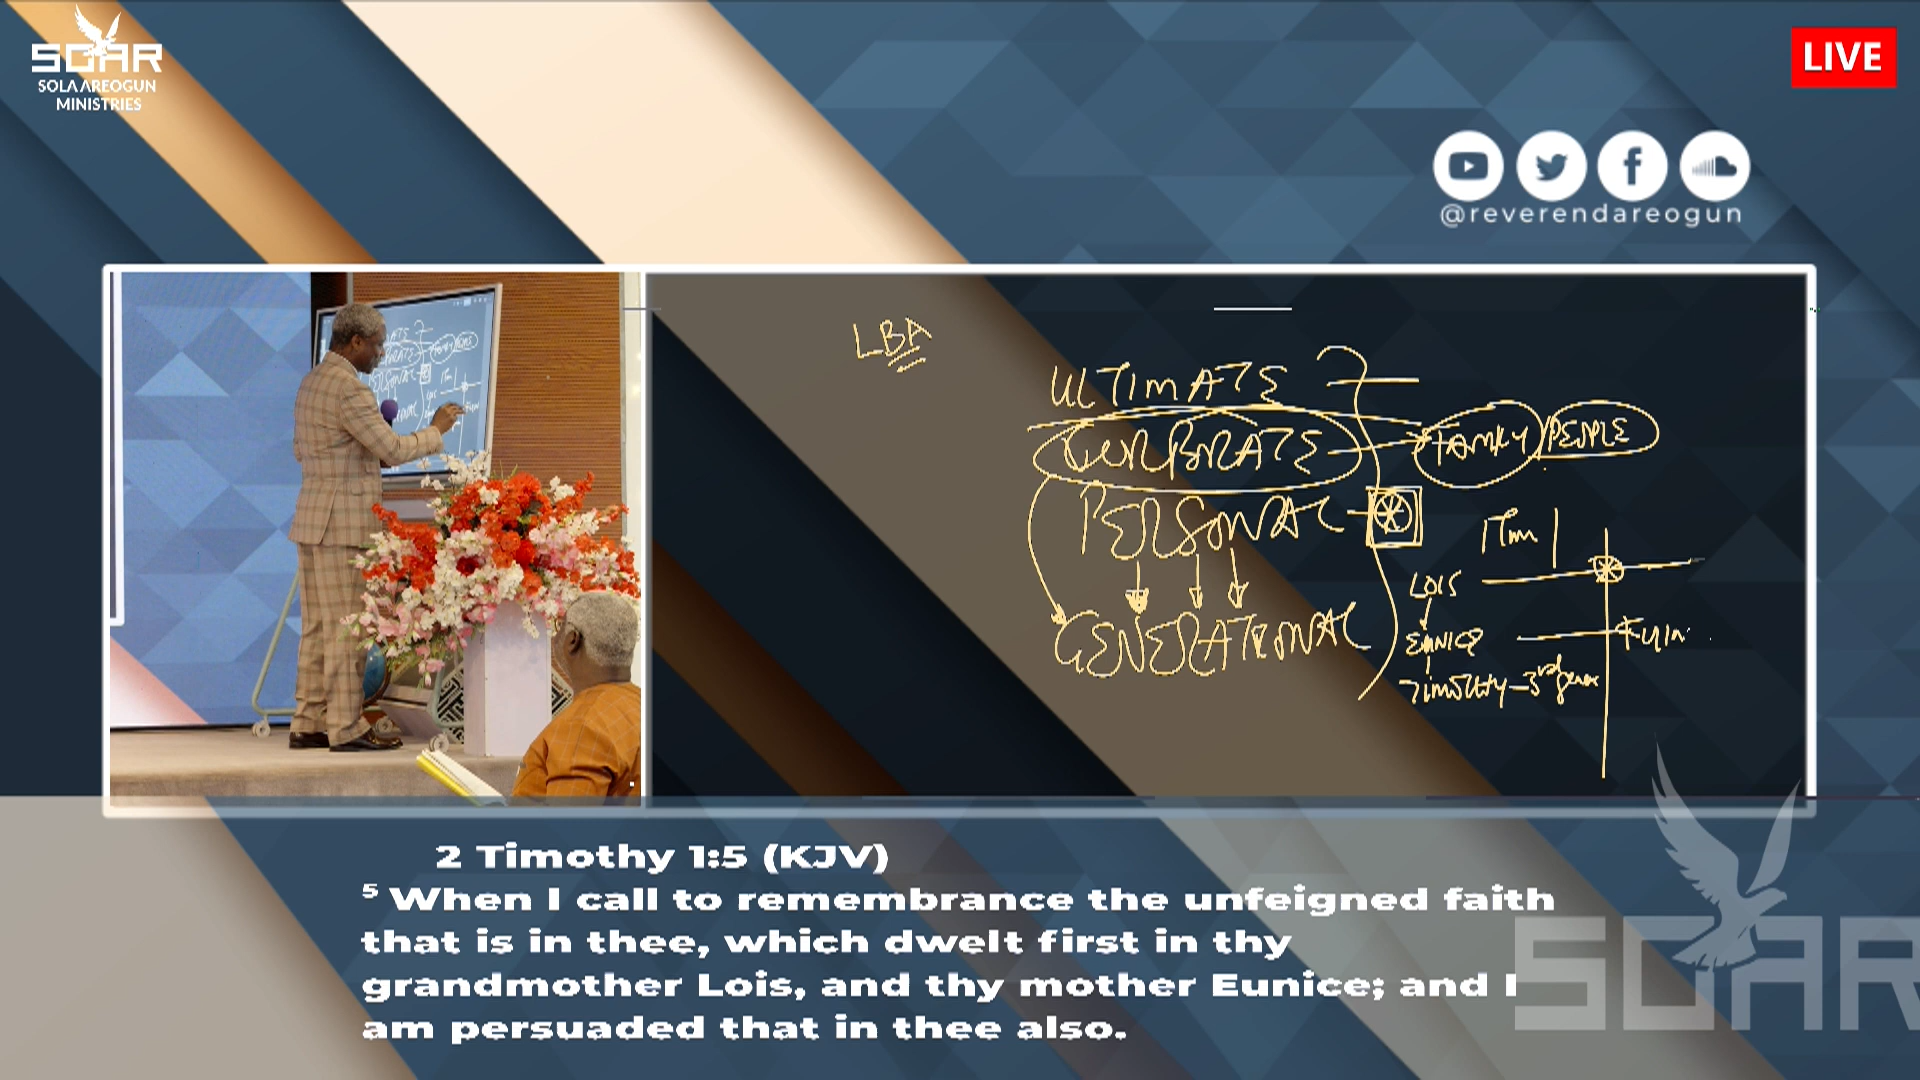 SOAR
SOLA AREOGUN
MINISTRIES
LIVE
@reverendareogun
LBA
ULTIMATE
CORPORATE
FAMILY / PEOPLE
PERSONAL
1Tim 1
LOIS
GENERATIONAL
EUNICE
Timothy - 3rd
2 Timothy 1:5 (KJV)
5 When I call to remembrance the unfeigned faith
that is in thee, which dwelt first in thy
grandmother Lois, and thy mother Eunice; and I
am persuaded that in thee also.
SOAR